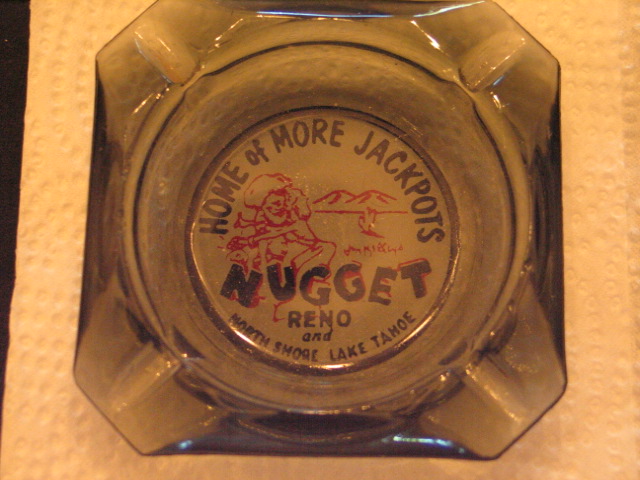 HOME of MORE JACKPOTS
NUGGET
RENO
and
NORTH SHORE LAKE TAHOE